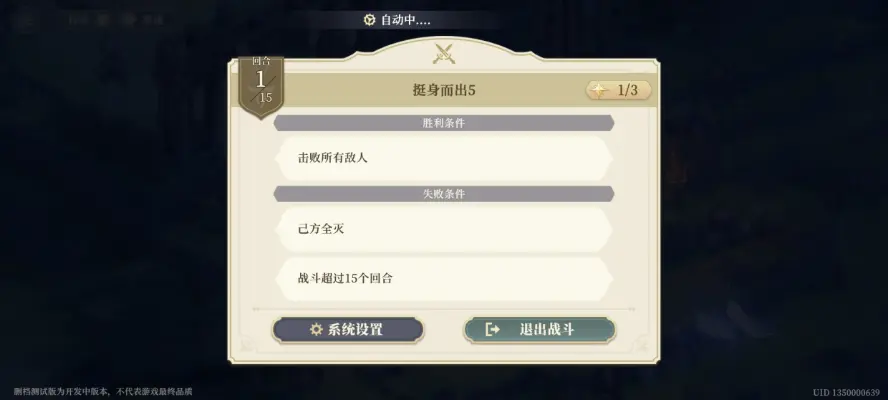 自动中....
回合
1
15
挺身而出5
1/3
胜利条件
击败所有敌人
失败条件
己方全灭
战斗超过15个回合
系统设置
退出战斗
测档测试版为开发中版本，不代表游戏最终品质
UID 1350000639